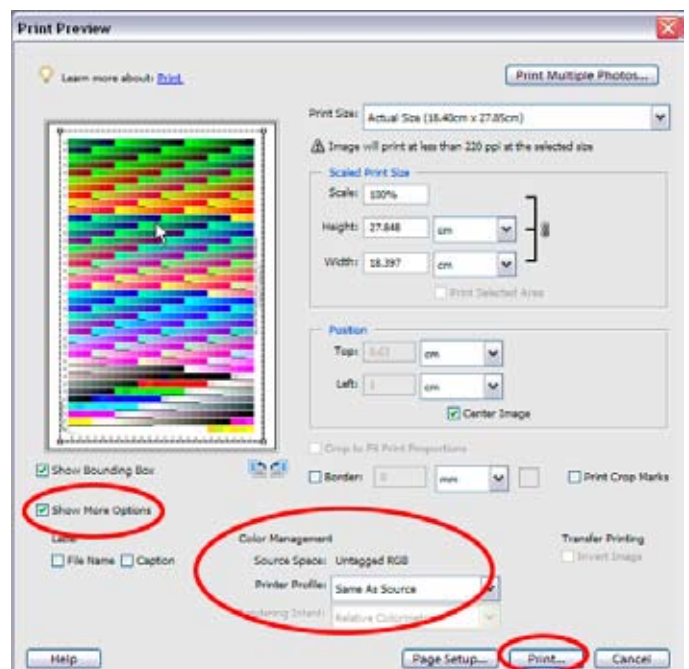 Print Preview
Learn more about: Print
Print Multiple Photos...
Print Size: Actual Size (18.40cm x 27.85cm)
Image will print at less than 220 ppi at the selected size
Scaled Print Size
Scale: 100%
Height: 27.848 cm
Width: 18.397 cm
Print Selected Area
Position
Top: 0.03 cm
Left: 1 cm
Center Image
Crop to Fit Print Proportions
Show Bounding Box
Border: 0 mm
Print Crop Marks
Show More Options
Label
Color Management
Transfer Printing
File Name Caption
Source Space: Untagged RGB
Invert Image
Printer Profile: Same As Source
Rendering Intent: Relative Colorimetric
Help
Page Setup...
Print...
Cancel